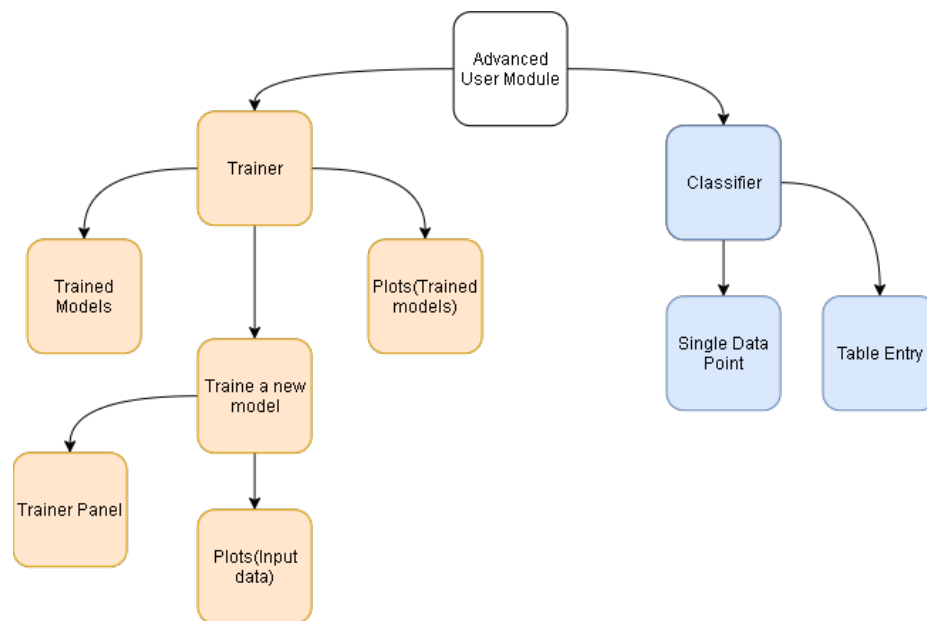 Advanced
User Module
Trainer
Classifier
Trained
Models
Plots(Trained
models)
Single Data
Point
Table Entry
Traine a new
model
Trainer Panel
Plots(Input
data)